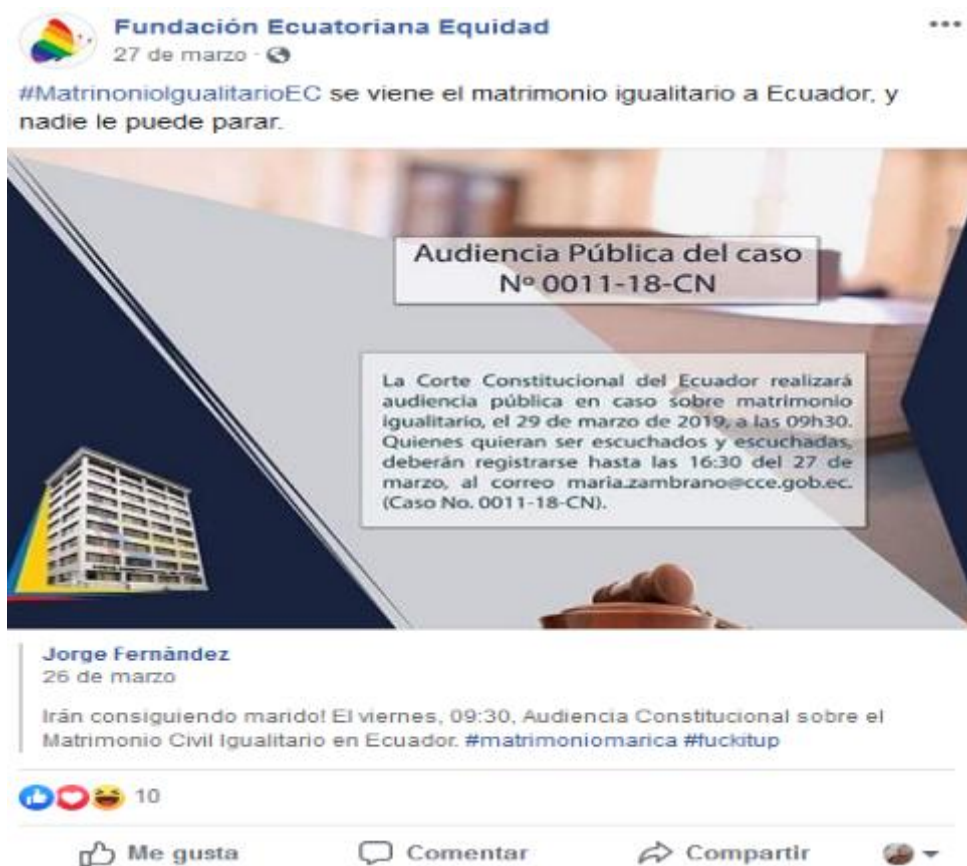 Fundación Ecuatoriana Equidad
27 de marzo ·
#MatrinonioIgualitarioEC se viene el matrimonio igualitario a Ecuador, y
nadie le puede parar.
Audiencia Pública del caso
Nº 0011-18-CN
La Corte Constitucional del Ecuador realizará
audiencia pública en caso sobre matrimonio
igualitario, el 29 de marzo de 2019, a las 09h30.
Quienes quieran ser escuchados y escuchadas,
deberán registrarse hasta las 16:30 del 27 de
marzo, al correo maria.zambrano@cce.gob.ec.
(Caso No. 0011-18-CN).
Jorge Fernández
26 de marzo
Irán consiguiendo marido! El viernes, 09:30, Audiencia Constitucional sobre el
Matrimonio Civil Igualitario en Ecuador. #matrimoniomarica #fuckitup
10
Me gusta
Comentar
Compartir